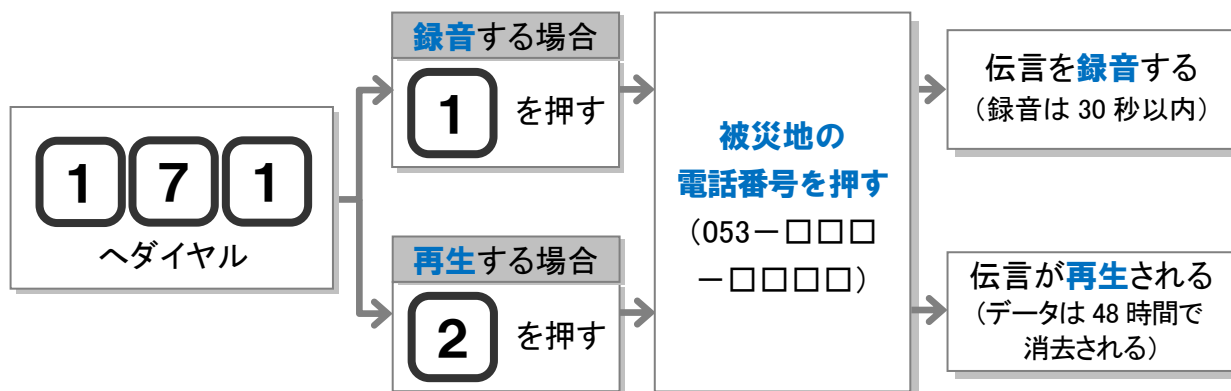 1 7 1
へダイヤル
録音する場合
1 を押す
再生する場合
2 を押す
被災地の
電話番号を押す
（053－□□□
－□□□□）
伝言を録音する
（録音は 30 秒以内）
伝言が再生される
（データは 48 時間で
消去される）